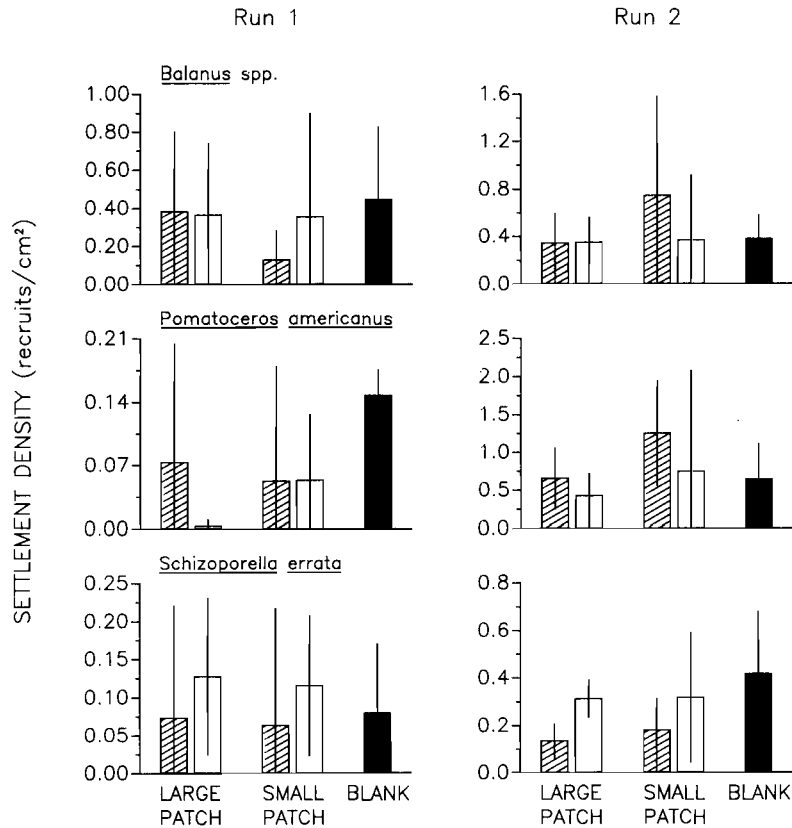 Run 1
Run 2
SETTLEMENT DENSITY (recruits/cm²)
Balanus spp.
1.00
0.80
0.60
0.40
0.20
0.00
1.6
1.2
0.8
0.4
0.0
Pomatoceros americanus
0.21
0.14
0.07
0.00
2.5
2.0
1.5
1.0
0.5
0.0
Schizoporella errata
0.25
0.20
0.15
0.10
0.05
0.00
0.8
0.6
0.4
0.2
0.0
LARGE PATCH
SMALL PATCH
BLANK
LARGE PATCH
SMALL PATCH
BLANK